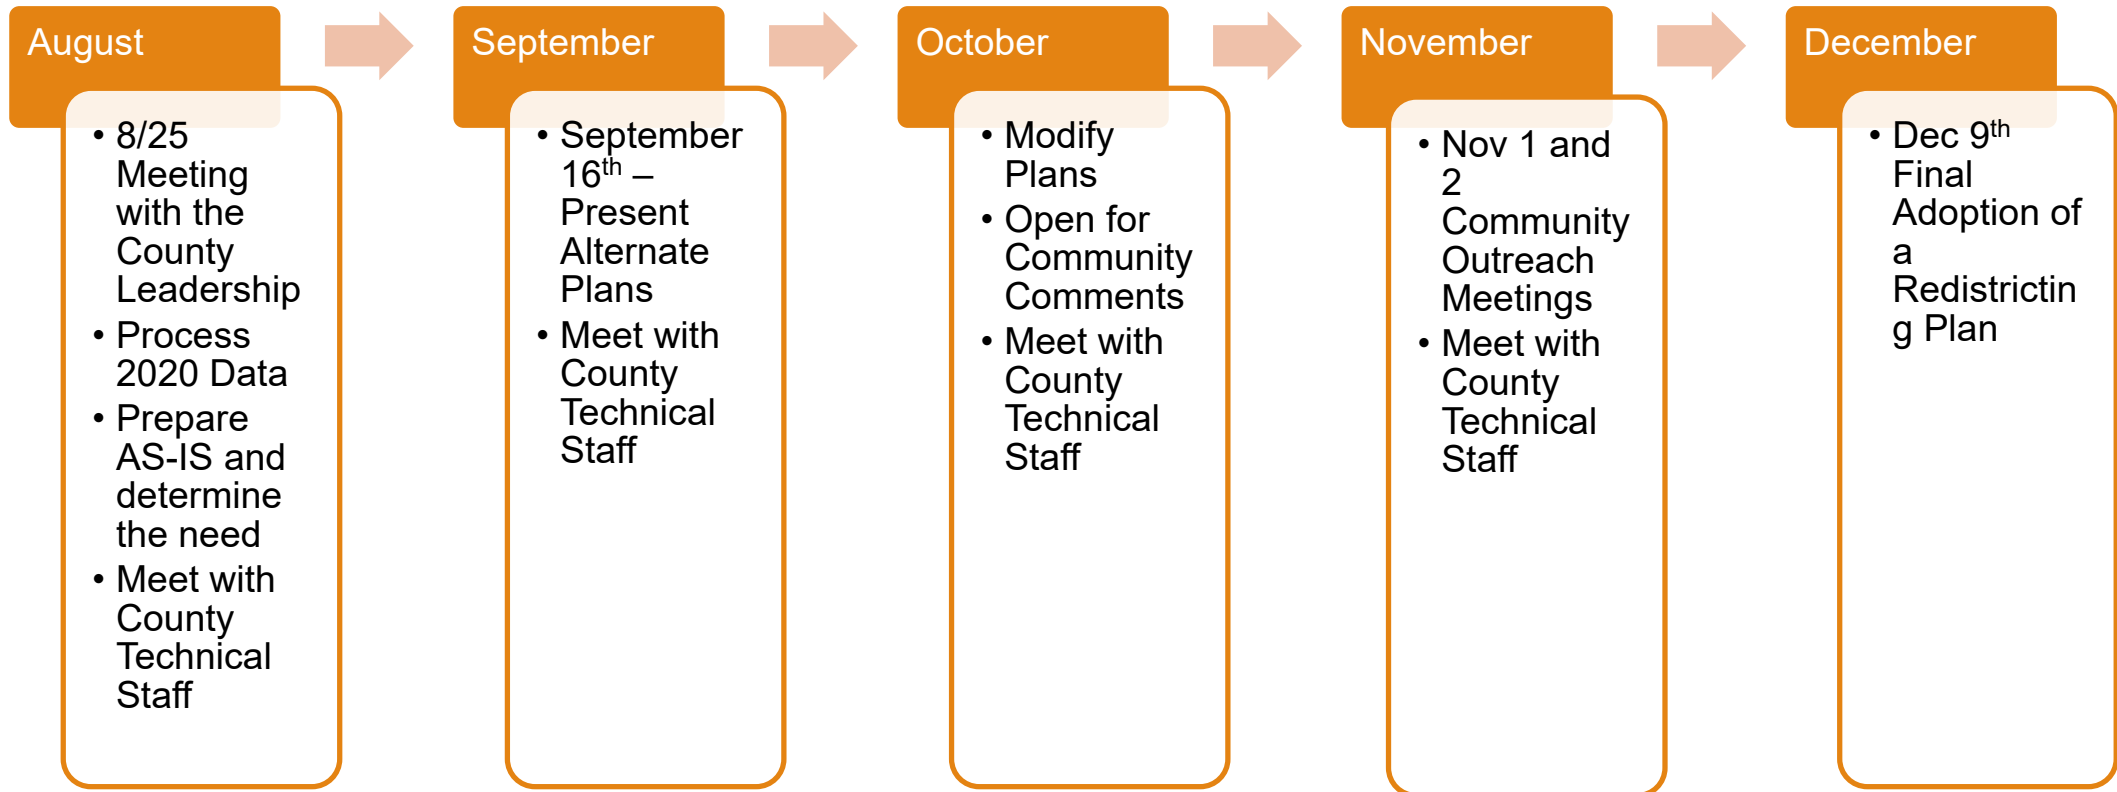 August
• 8/25
Meeting
with the
County
Leadership
• Process
2020 Data
• Prepare
AS-IS and
determine
the need
• Meet with
County
Technical
Staff
September
• September
16th –
Present
Alternate
Plans
• Meet with
County
Technical
Staff
October
• Modify
Plans
• Open for
Community
Comments
• Meet with
County
Technical
Staff
November
• Nov 1 and
2
Community
Outreach
Meetings
• Meet with
County
Technical
Staff
December
• Dec 9th
Final
Adoption of
a
Redistrictin
g Plan